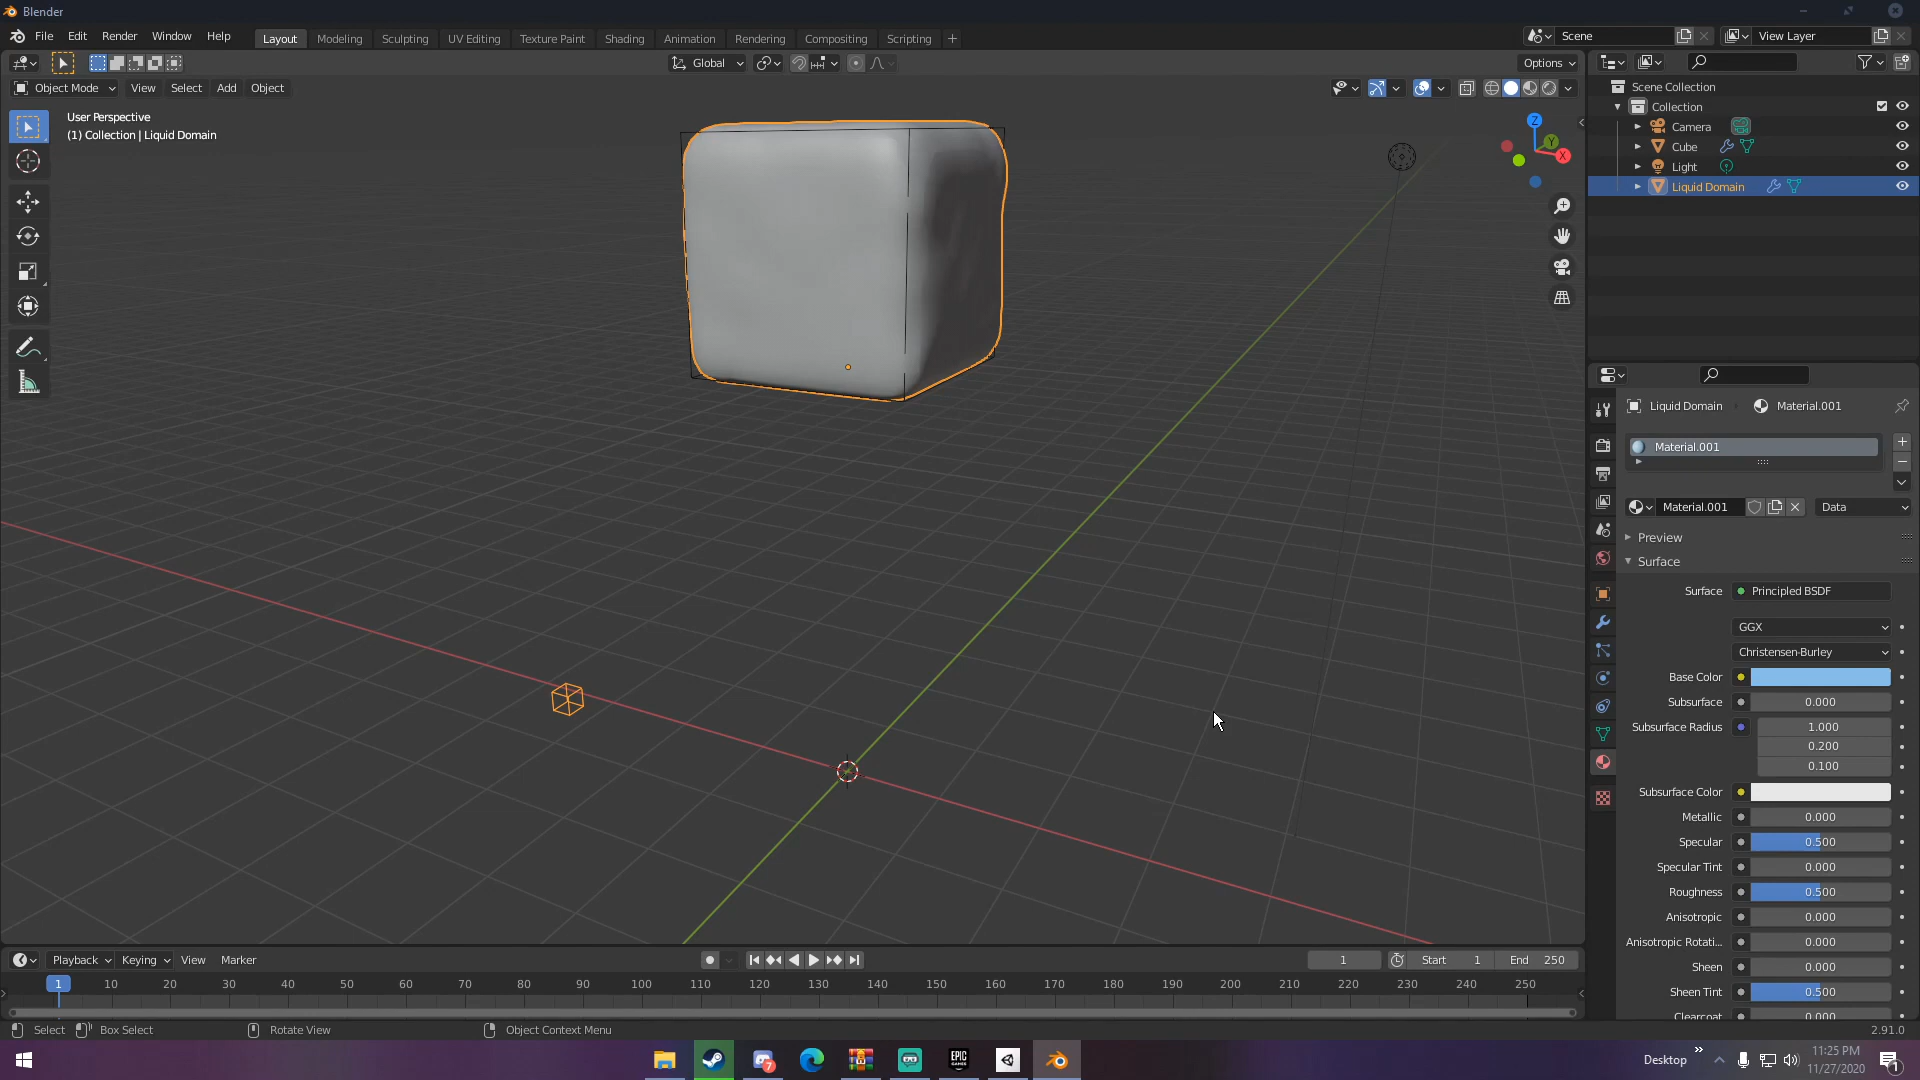 Blender
File Edit Render Window Help
Layout Modeling Sculpting UV Editing Texture Paint Shading Animation Rendering Compositing Scripting +
Scene
View Layer
Global
Options
Object Mode View Select Add Object
User Perspective
(1) Collection | Liquid Domain
Z
Y
X
Scene Collection
Collection
Camera
Cube
Light
Liquid Domain
Liquid Domain Material.001
Material.001
Material.001 Data
Preview
Surface
Surface Principled BSDF
GGX
Christensen-Burley
Base Color
Subsurface 0.000
Subsurface Radius 1.000
0.200
0.100
Subsurface Color
Metallic 0.000
Specular 0.500
Specular Tint 0.000
Roughness 0.500
Anisotropic 0.000
Anisotropic Rotati... 0.000
Sheen 0.000
Sheen Tint 0.500
Clearcoat 0.000
Playback Keying View Marker
1 Start 1 End 250
1 10 20 30 40 50 60 70 80 90 100 110 120 130 140 150 160 170 180 190 200 210 220 230 240 250
Select Box Select Rotate View Object Context Menu
2.91.0
7
EPIC GAMES
Desktop
11:25 PM
11/27/2020
1